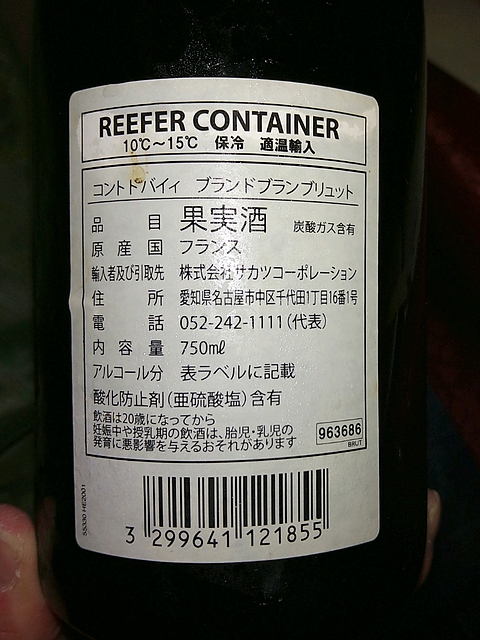 REEFER CONTAINER
10℃～15℃ 保冷 適温輸入
コントドバイィ ブランドブランブリュット
品目 果実酒 炭酸ガス含有
原産国 フランス
輸入者及び引取先 株式会社サカツコーポレーション
住所 愛知県名古屋市中区千代田1丁目16番1号
電話 052-242-1111(代表)
内容量 750mℓ
アルコール分 表ラベルに記載
酸化防止剤(亜硫酸塩)含有
飲酒は20歳になってから
妊娠中や授乳期の飲酒は、胎児・乳児の
発育に悪影響を与えるおそれがあります
963686
BRUT
55330 HE2001
3 299641 121855